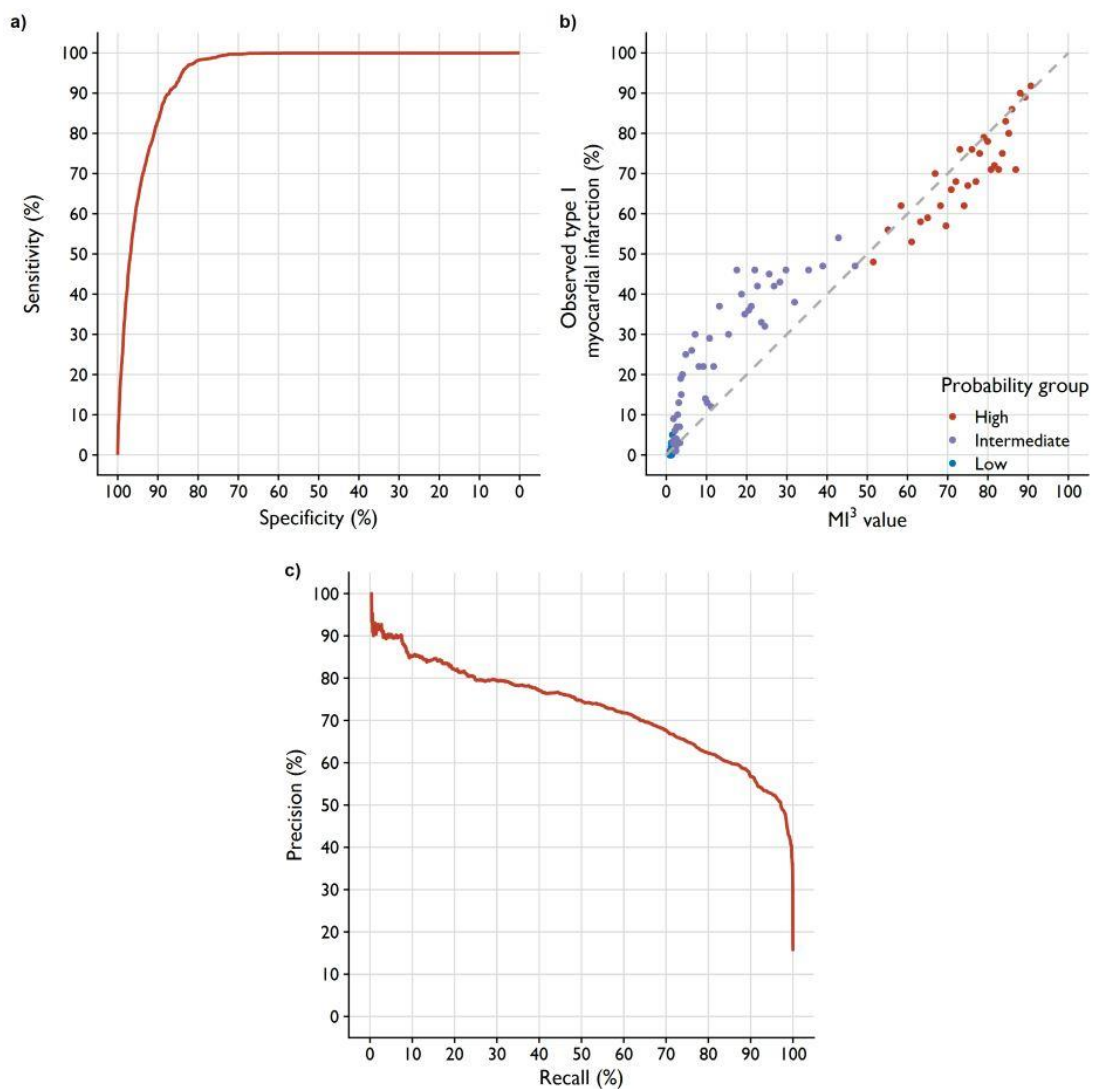 a)
100
90
80
70
60
50
40
30
20
10
0
Sensitivity (%)
100 90 80 70 60 50 40 30 20 10 0
Specificity (%)
b)
100
90
80
70
60
50
40
30
20
10
0
Observed type 1
myocardial infarction (%)
Probability group
High
Intermediate
Low
0 10 20 30 40 50 60 70 80 90 100
MI³ value
c)
100
90
80
70
60
50
40
30
20
10
0
Precision (%)
0 10 20 30 40 50 60 70 80 90 100
Recall (%)